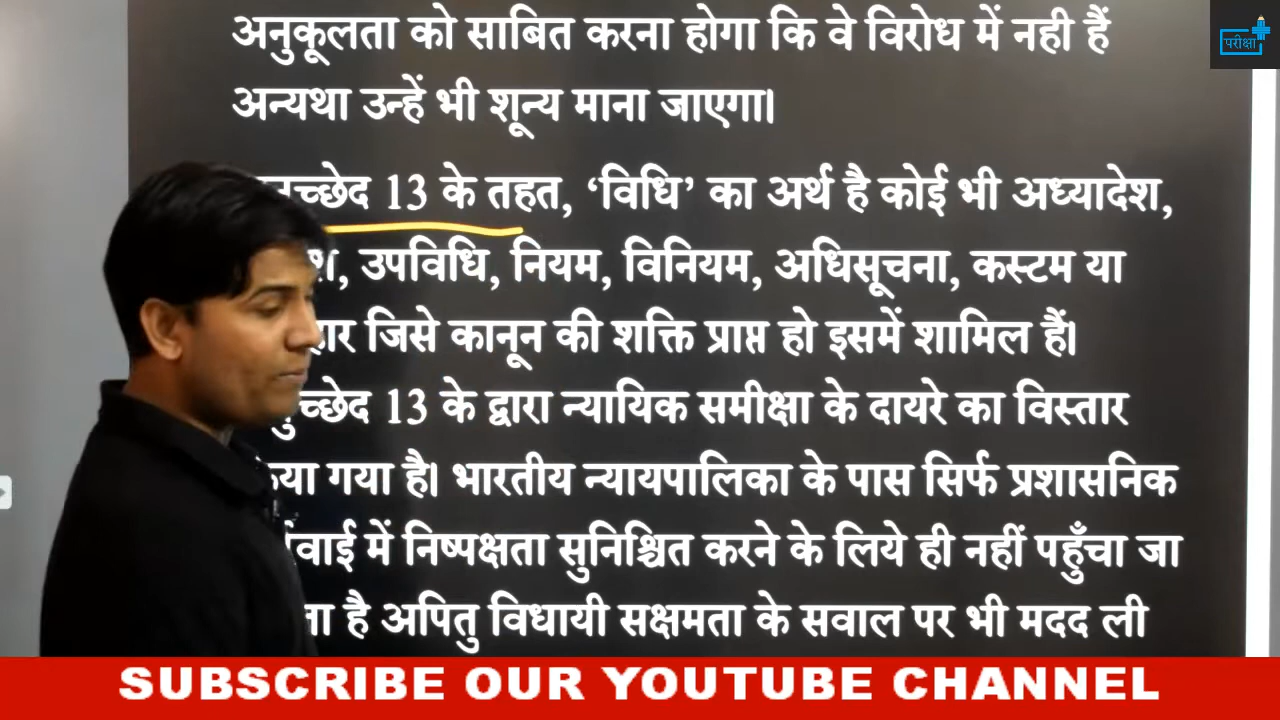 अनुकूलता को साबित करना होगा कि वे विरोध में नही हैं
परीक्षा
अन्यथा उन्हें भी शून्य माना जाएगा।
13 के तहत, ‘विधि’ का अर्थ है कोई भी अध्यादेश,
उपविधि, नियम, विनियम, अधिसूचना, कस्टम या
जिसे कानून की शक्ति प्राप्त हो इसमें शामिल हैं।
13 के द्वारा न्यायिक समीक्षा के दायरे का विस्तार
गया है। भारतीय न्यायपालिका के पास सिर्फ प्रशासनिक
में निष्पक्षता सुनिश्चित करने के लिये ही नहीं पहुँचा जा
है अपितु विधायी सक्षमता के सवाल पर भी मदद ली
SUBSCRIBE OUR YOUTUBE CHANNEL